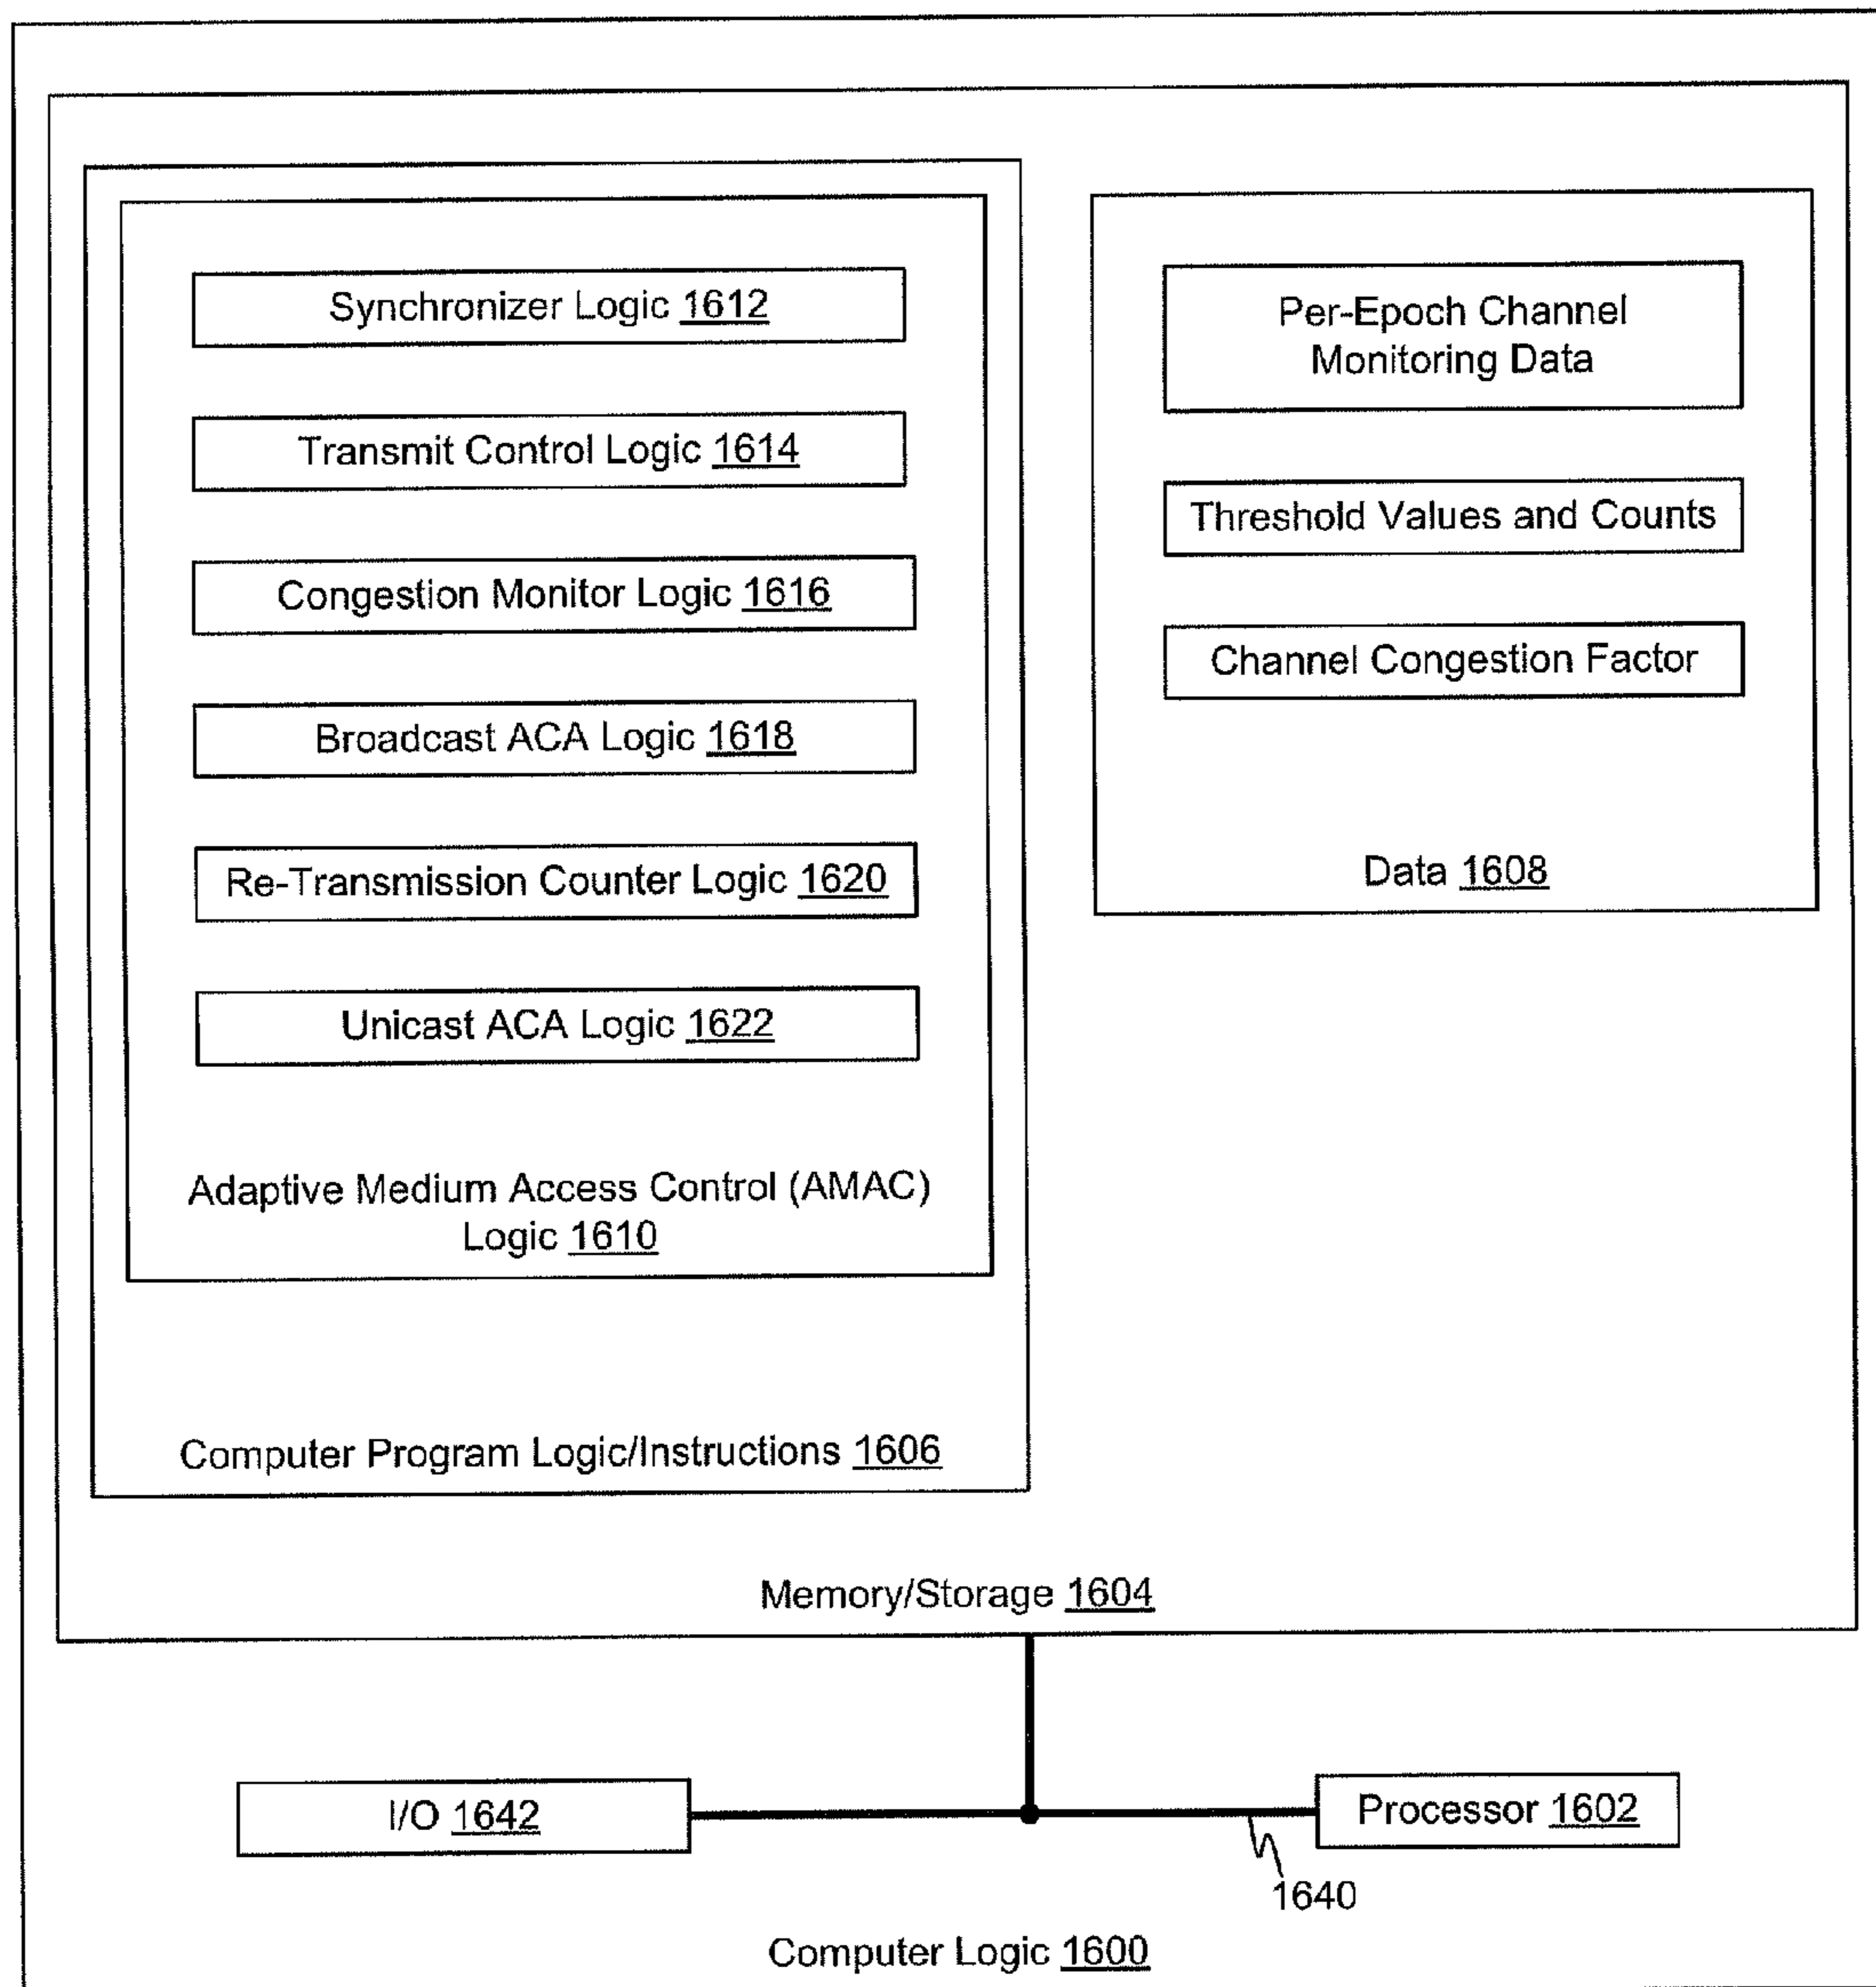 Synchronizer Logic 1612
Transmit Control Logic 1614
Congestion Monitor Logic 1616
Broadcast ACA Logic 1618
Re-Transmission Counter Logic 1620
Unicast ACA Logic 1622
Adaptive Medium Access Control (AMAC)
Logic 1610
Computer Program Logic/Instructions 1606
Per-Epoch Channel
Monitoring Data
Threshold Values and Counts
Channel Congestion Factor
Data 1608
Memory/Storage 1604
I/O 1642
Processor 1602
1640
Computer Logic 1600